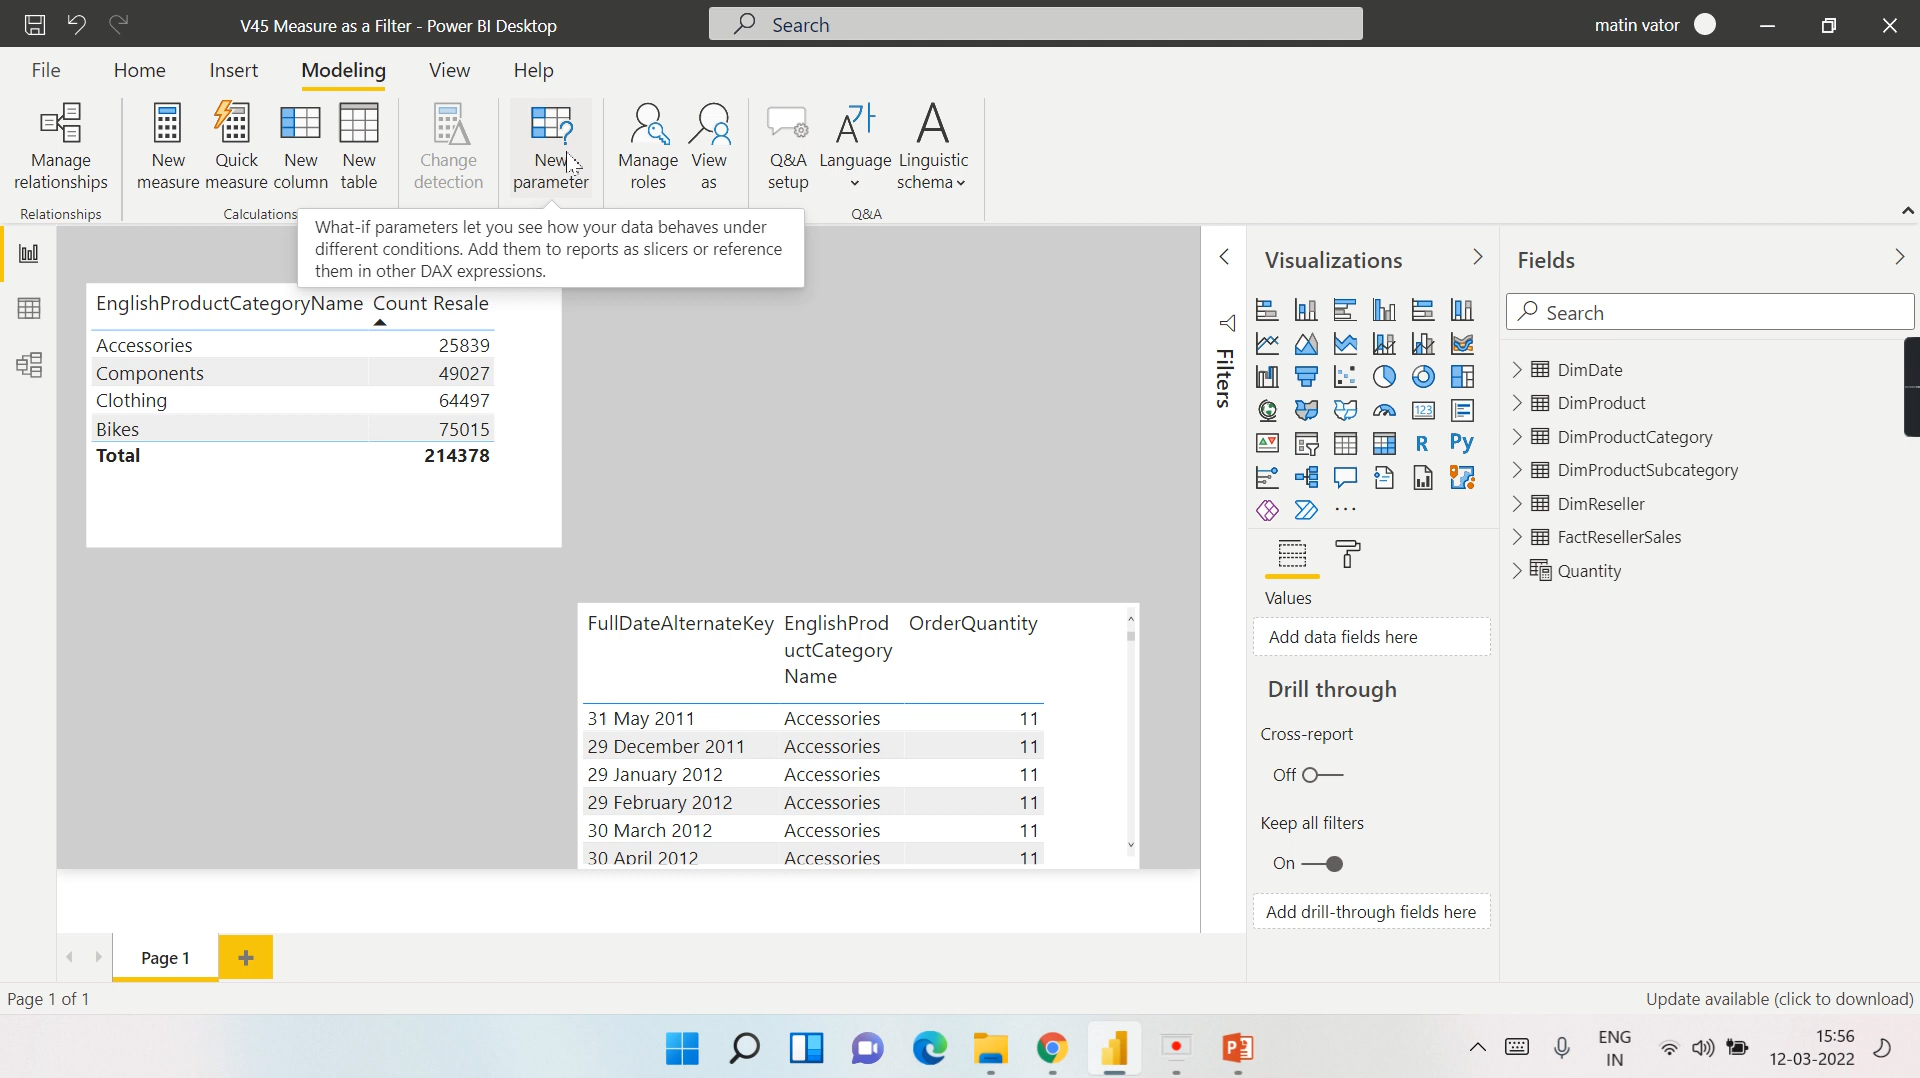 V45 Measure as a Filter - Power BI Desktop
Search
matin vator
File Home Insert Modeling View Help
Manage relationships
New measure
Quick measure
New column
New table
Change detection
New parameter
Manage roles
View as
Q&A setup
Language
Linguistic schema
Relationships
Calculations
Q&A
What-if parameters let you see how your data behaves under
different conditions. Add them to reports as slicers or reference
them in other DAX expressions.
EnglishProductCategoryName Count Resale
Accessories 25839
Components 49027
Clothing 64497
Bikes 75015
Total 214378
FullDateAlternateKey EnglishProd OrderQuantity
uctCategory
Name
31 May 2011 Accessories 11
29 December 2011 Accessories 11
29 January 2012 Accessories 11
29 February 2012 Accessories 11
30 March 2012 Accessories 11
30 April 2012 Accessories 11
Filters
Visualizations
123
R
Py
Values
Add data fields here
Drill through
Cross-report
Off
Keep all filters
On
Add drill-through fields here
Fields
Search
DimDate
DimProduct
DimProductCategory
DimProductSubcategory
DimReseller
FactResellerSales
Quantity
Page 1
Page 1 of 1
Update available (click to download)
ENG
IN
15:56
12-03-2022